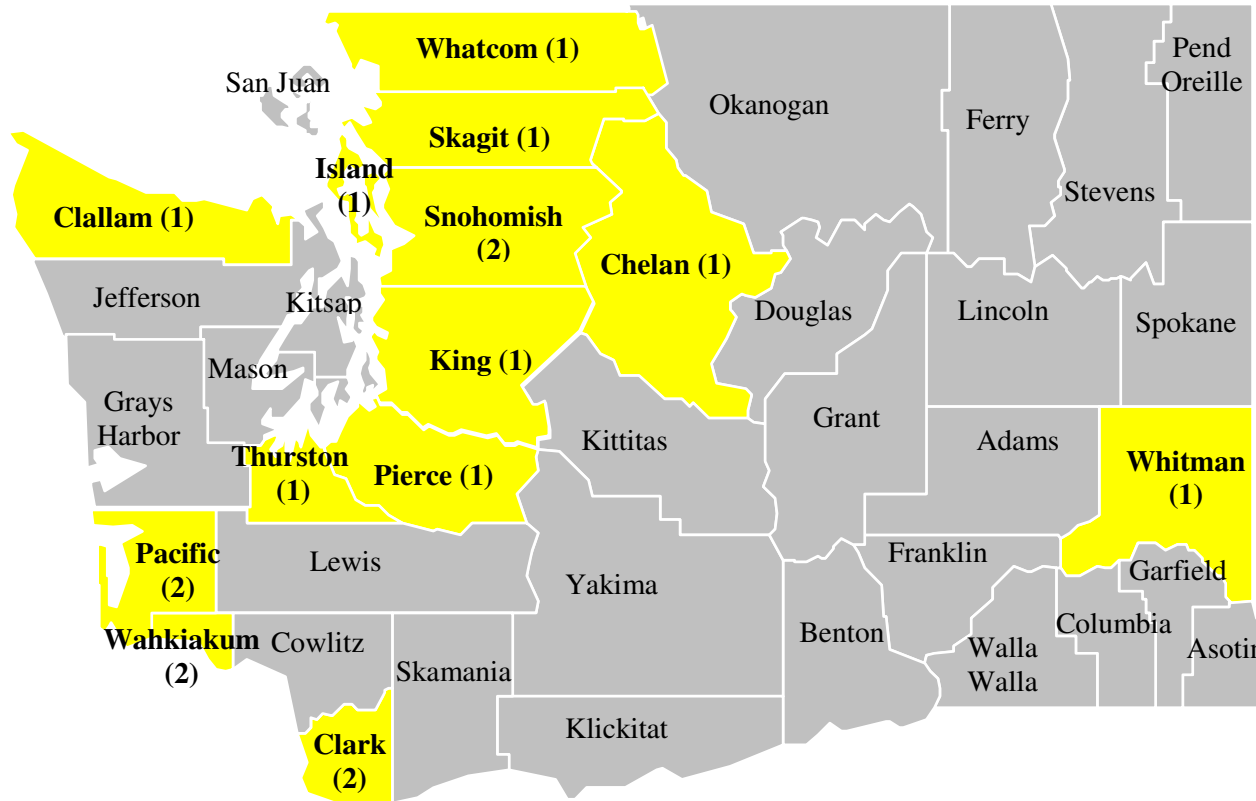 Whatcom (1)
San Juan
Okanogan
Ferry
Pend
Oreille
Skagit (1)
Island
(1)
Stevens
Clallam (1)
Snohomish
(2)
Chelan (1)
Jefferson
Kitsap
Douglas
Lincoln
Spokane
Mason
King (1)
Grays
Harbor
Grant
Kittitas
Adams
Thurston
(1)
Pierce (1)
Whitman
(1)
Pacific
(2)
Lewis
Yakima
Franklin
Garfield
Wahkiakum
(2)
Cowlitz
Skamania
Benton
Walla
Walla
Columbia
Asotin
Klickitat
Clark
(2)